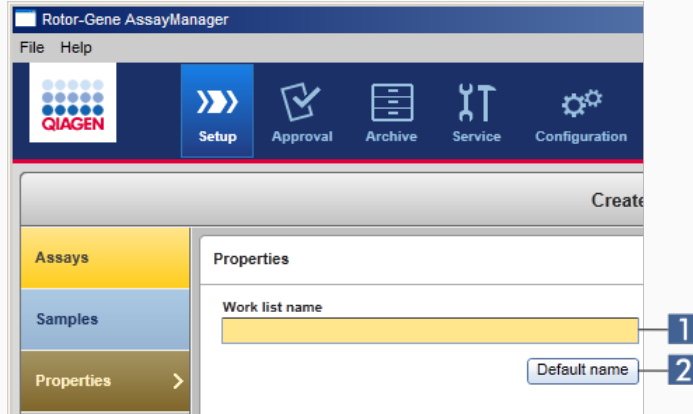 Rotor-Gene AssayManager
File Help
QIAGEN
Setup Approval Archive Service Configuration
Create
Assays
Properties
Samples
Work list name
1
Default name
2
Properties